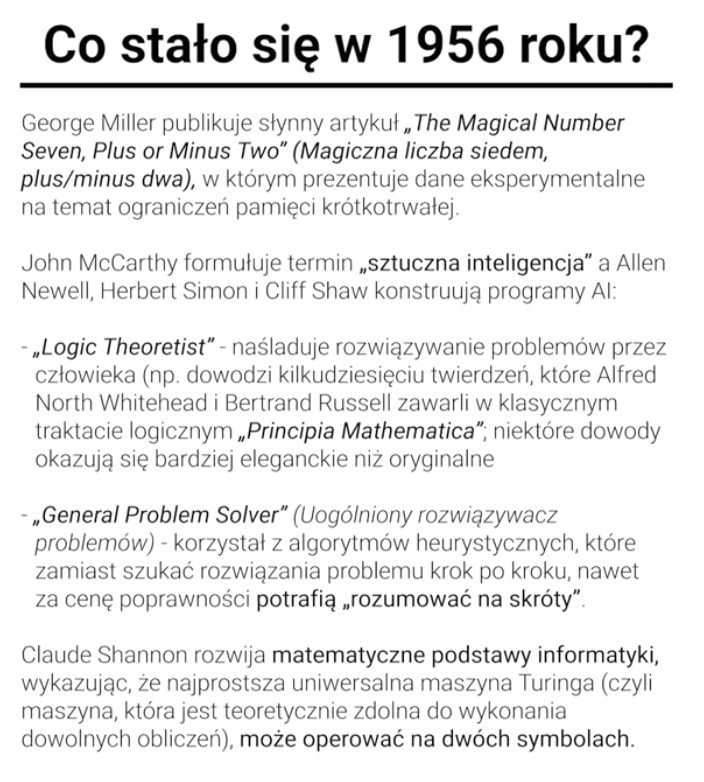 Co stało się w 1956 roku?
George Miller publikuje słynny artykuł „The Magical Number
Seven, Plus or Minus Two” (Magiczna liczba siedem,
plus/minus dwa), w którym prezentuje dane eksperymentalne
na temat ograniczeń pamięci krótkotrwałej.
John McCarthy formułuje termin „sztuczna inteligencja” a Allen
Newell, Herbert Simon i Cliff Shaw konstruują programy AI:
- „Logic Theoretist” - naśladuje rozwiązywanie problemów przez
człowieka (np. dowodzi kilkudziesięciu twierdzeń, które Alfred
North Whitehead i Bertrand Russell zawarli w klasycznym
traktacie logicznym „Principia Mathematica”; niektóre dowody
okazują się bardziej eleganckie niż oryginalne
- „General Problem Solver” (Uogólniony rozwiązywacz
problemów) - korzystał z algorytmów heurystycznych, które
zamiast szukać rozwiązania problemu krok po kroku, nawet
za cenę poprawności potrafią „rozumować na skróty”.
Claude Shannon rozwija matematyczne podstawy informatyki,
wykazując, że najprostsza uniwersalna maszyna Turinga (czyli
maszyna, która jest teoretycznie zdolna do wykonania
dowolnych obliczeń), może operować na dwóch symbolach.